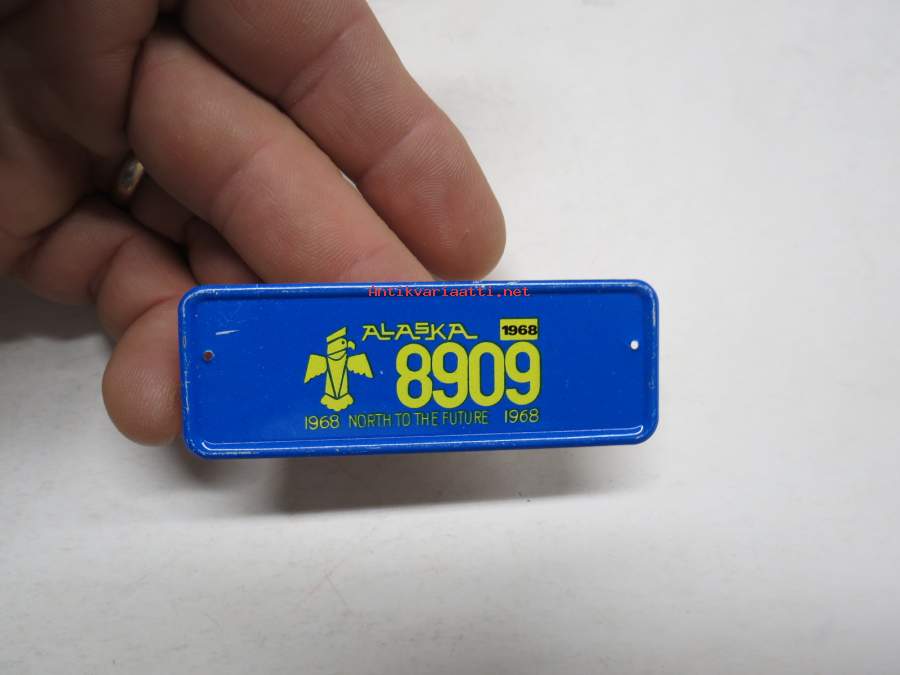 Antikvariaatti.net
ALASKA 1968
8909
1968 NORTH TO THE FUTURE 1968